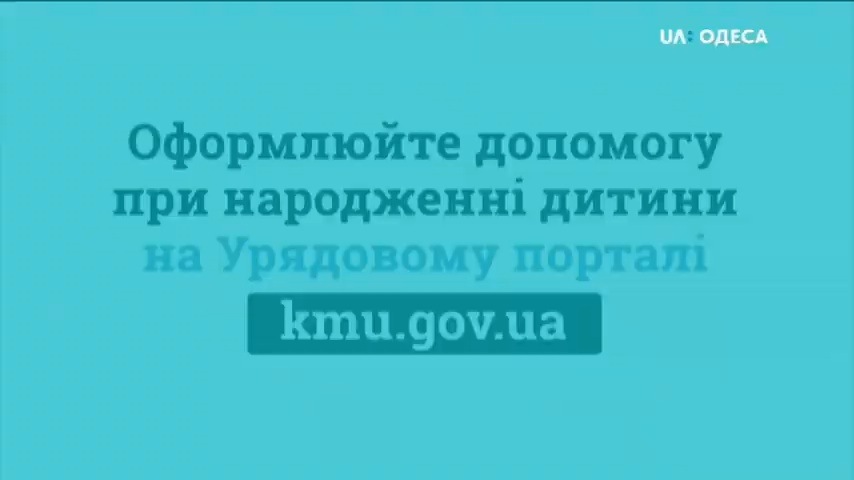 UA: ОДЕСА
Оформлюйте допомогу
при народженні дитини
на Урядовому порталі
kmu.gov.ua